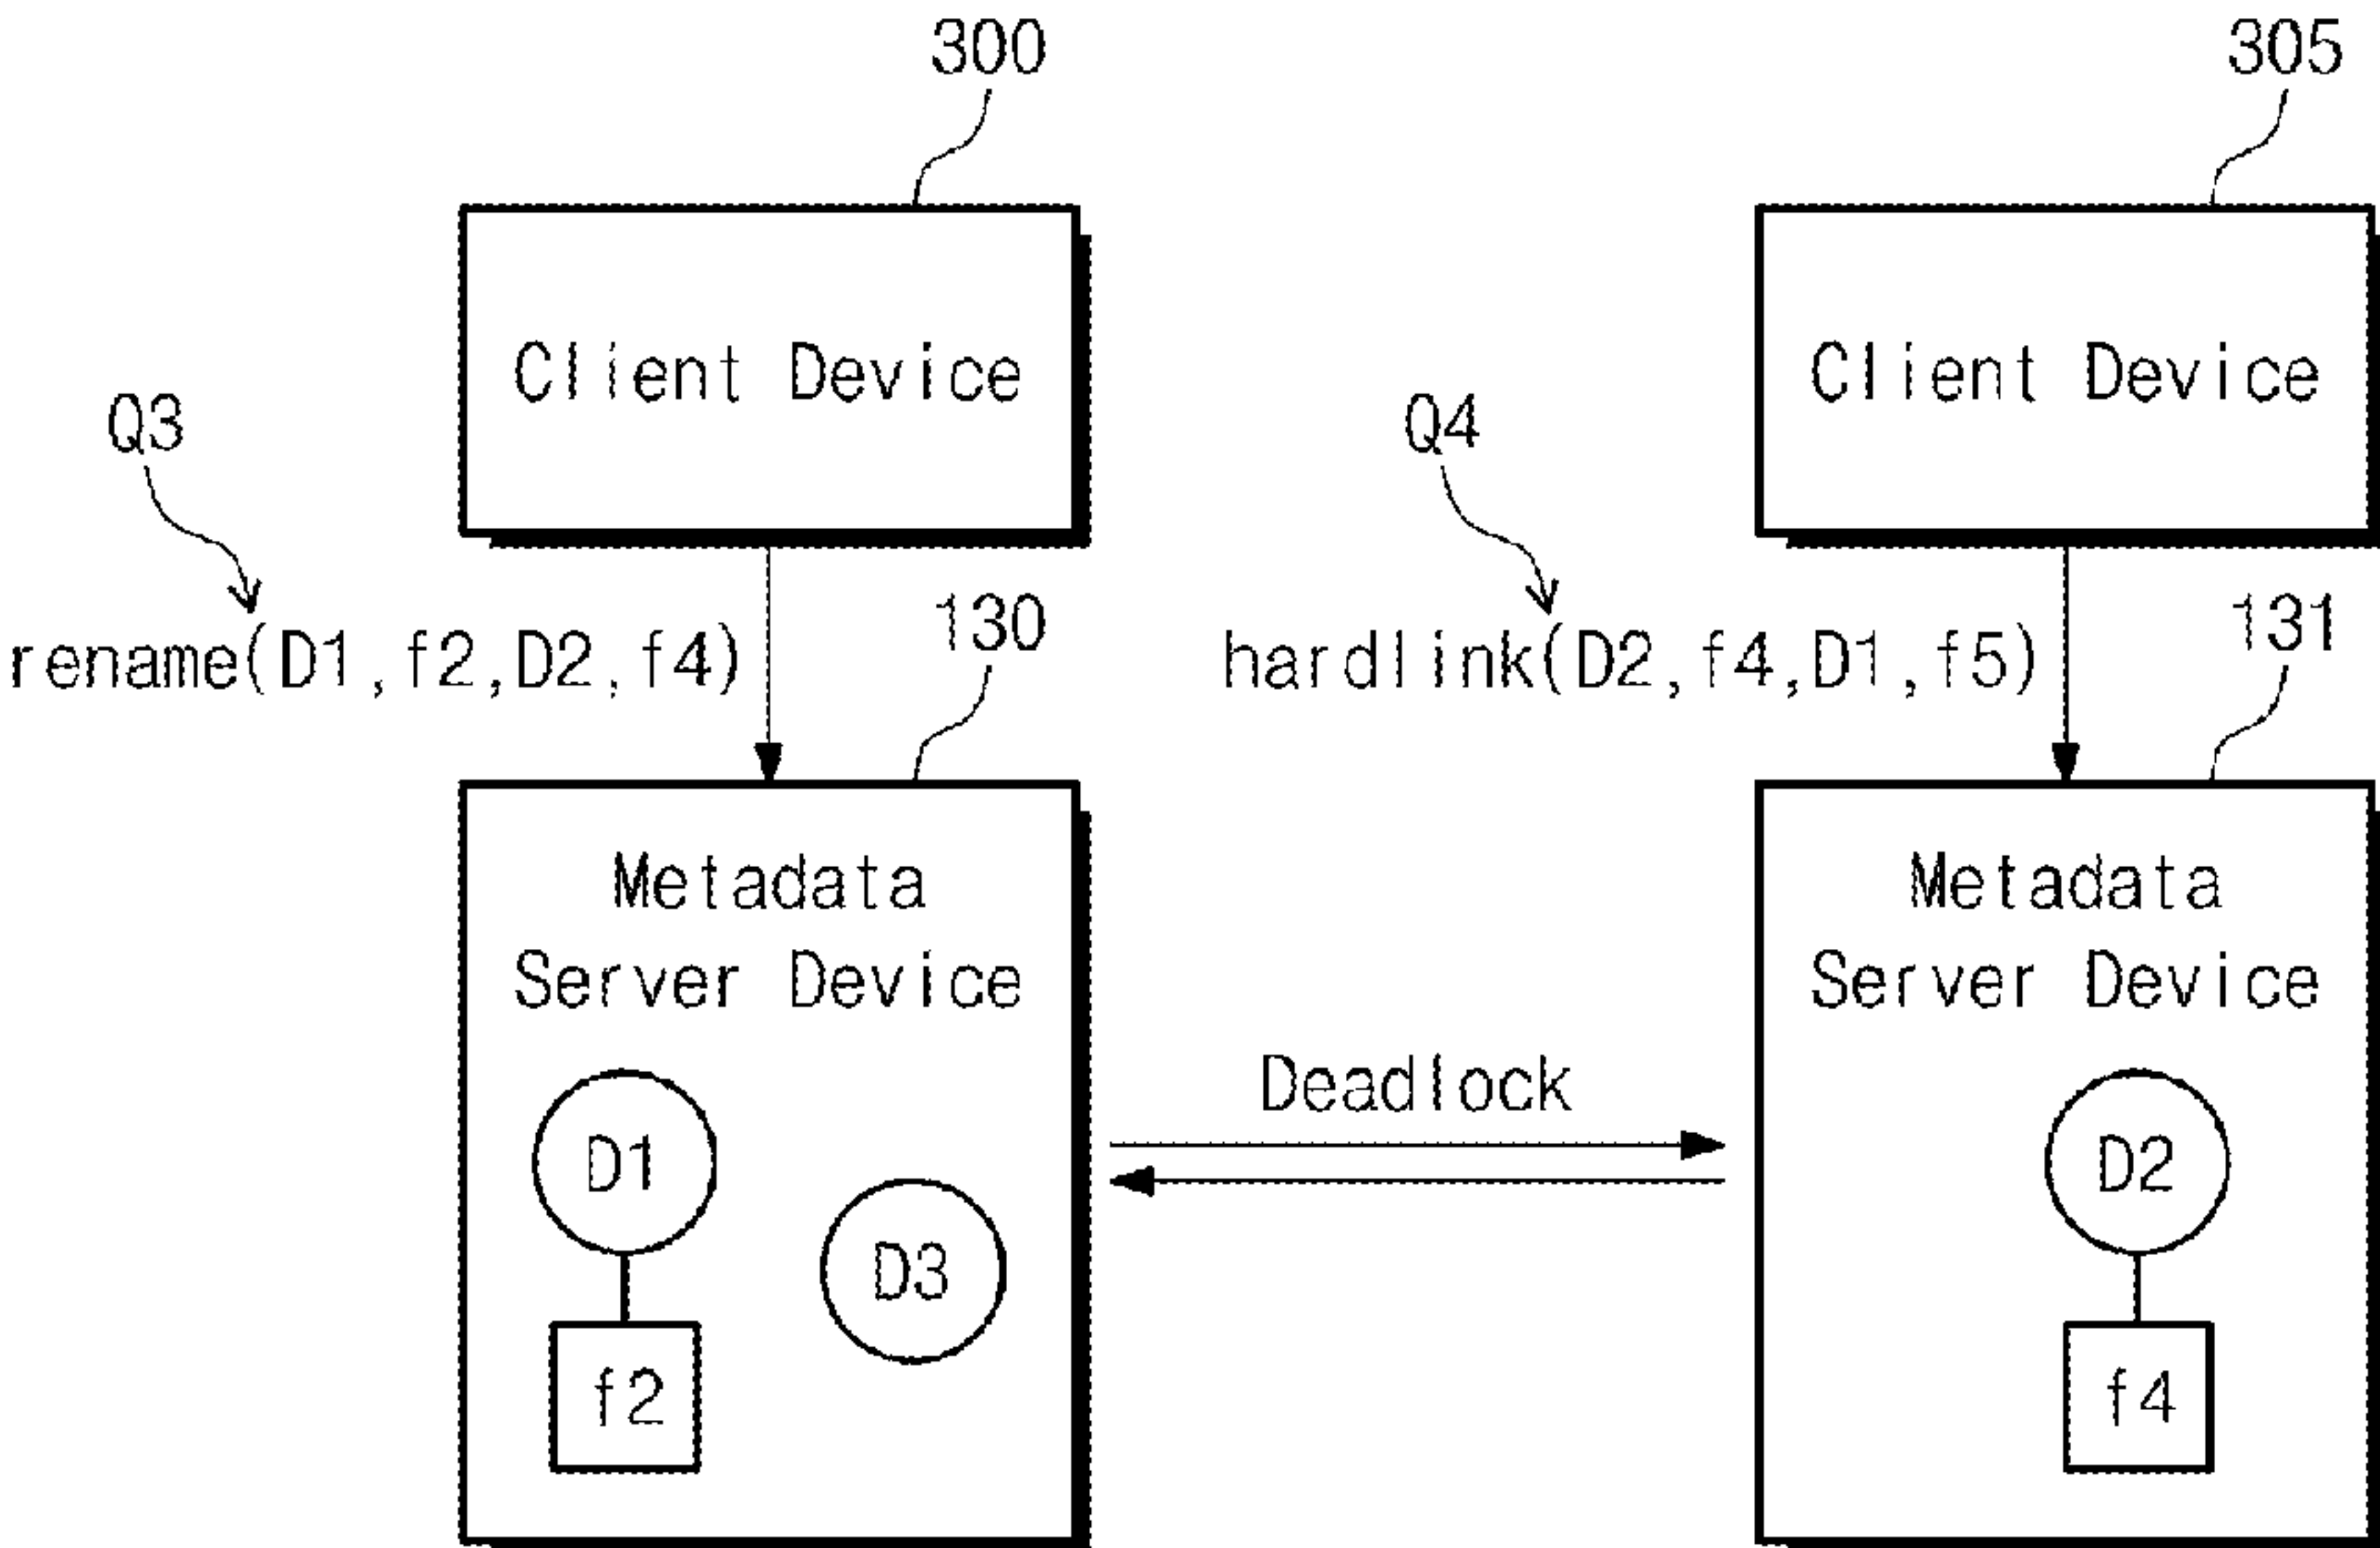 300
305
Client Device
Client Device
Q3
Q4
rename(D1,f2,D2,f4)
130
hardlink(D2,f4,D1,f5)
131
Metadata
Server Device
Metadata
Server Device
Deadlock
D1
D3
D2
f2
f4